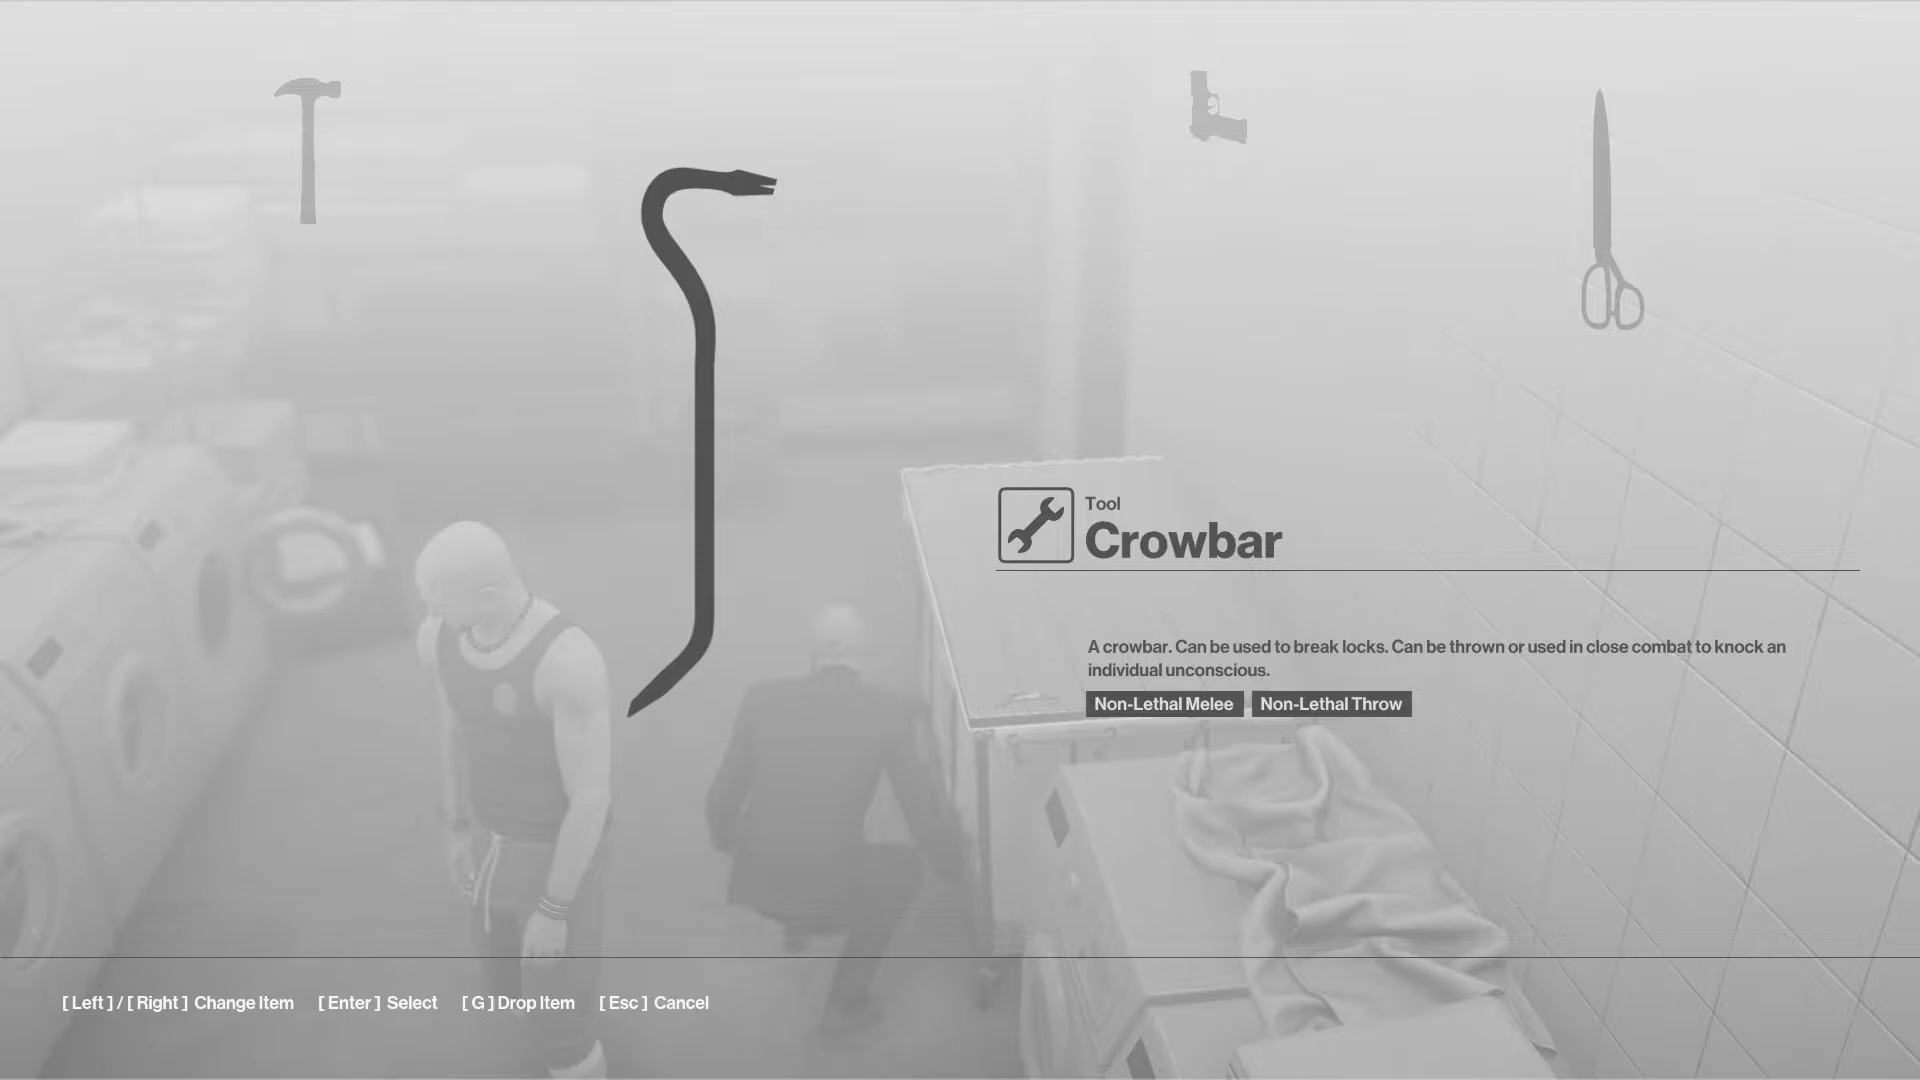 Tool
Crowbar
A crowbar. Can be used to break locks. Can be thrown or used in close combat to knock an
individual unconscious.
Non-Lethal Melee Non-Lethal Throw
[ Left ] / [ Right ] Change Item [ Enter ] Select [ G ] Drop Item [ Esc ] Cancel